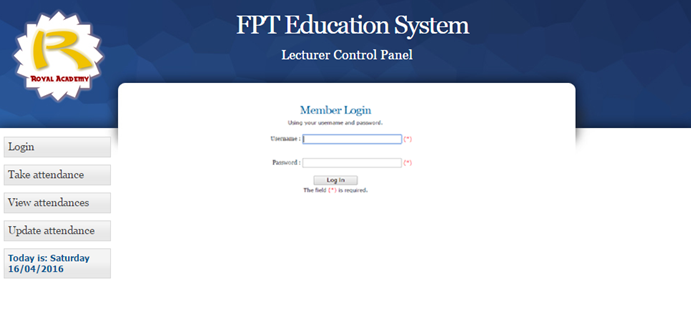 FPT Education System
Lecturer Control Panel
R
ROYAL ACADEMY
Login
Take attendance
View attendances
Update attendance
Today is: Saturday
16/04/2016
Member Login
Using your username and password.
Username : (*)
Password : (*)
Log In
The field (*) is required.